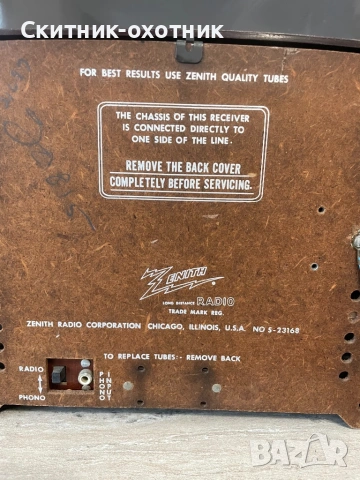 Скитник-охотник
FOR BEST RESULTS USE ZENITH QUALITY TUBES
THE CHASSIS OF THIS RECEIVER
IS CONNECTED DIRECTLY TO
ONE SIDE OF THE LINE.
REMOVE THE BACK COVER
COMPLETELY BEFORE SERVICING.
ZENITH
LONG DISTANCE RADIO
TRADE MARK REG.
ZENITH RADIO CORPORATION CHICAGO, ILLINOIS, U.S.A. NO 5-23168
TO REPLACE TUBES:- REMOVE BACK
RADIO
PHONO
PHONO INPUT
BAZAR